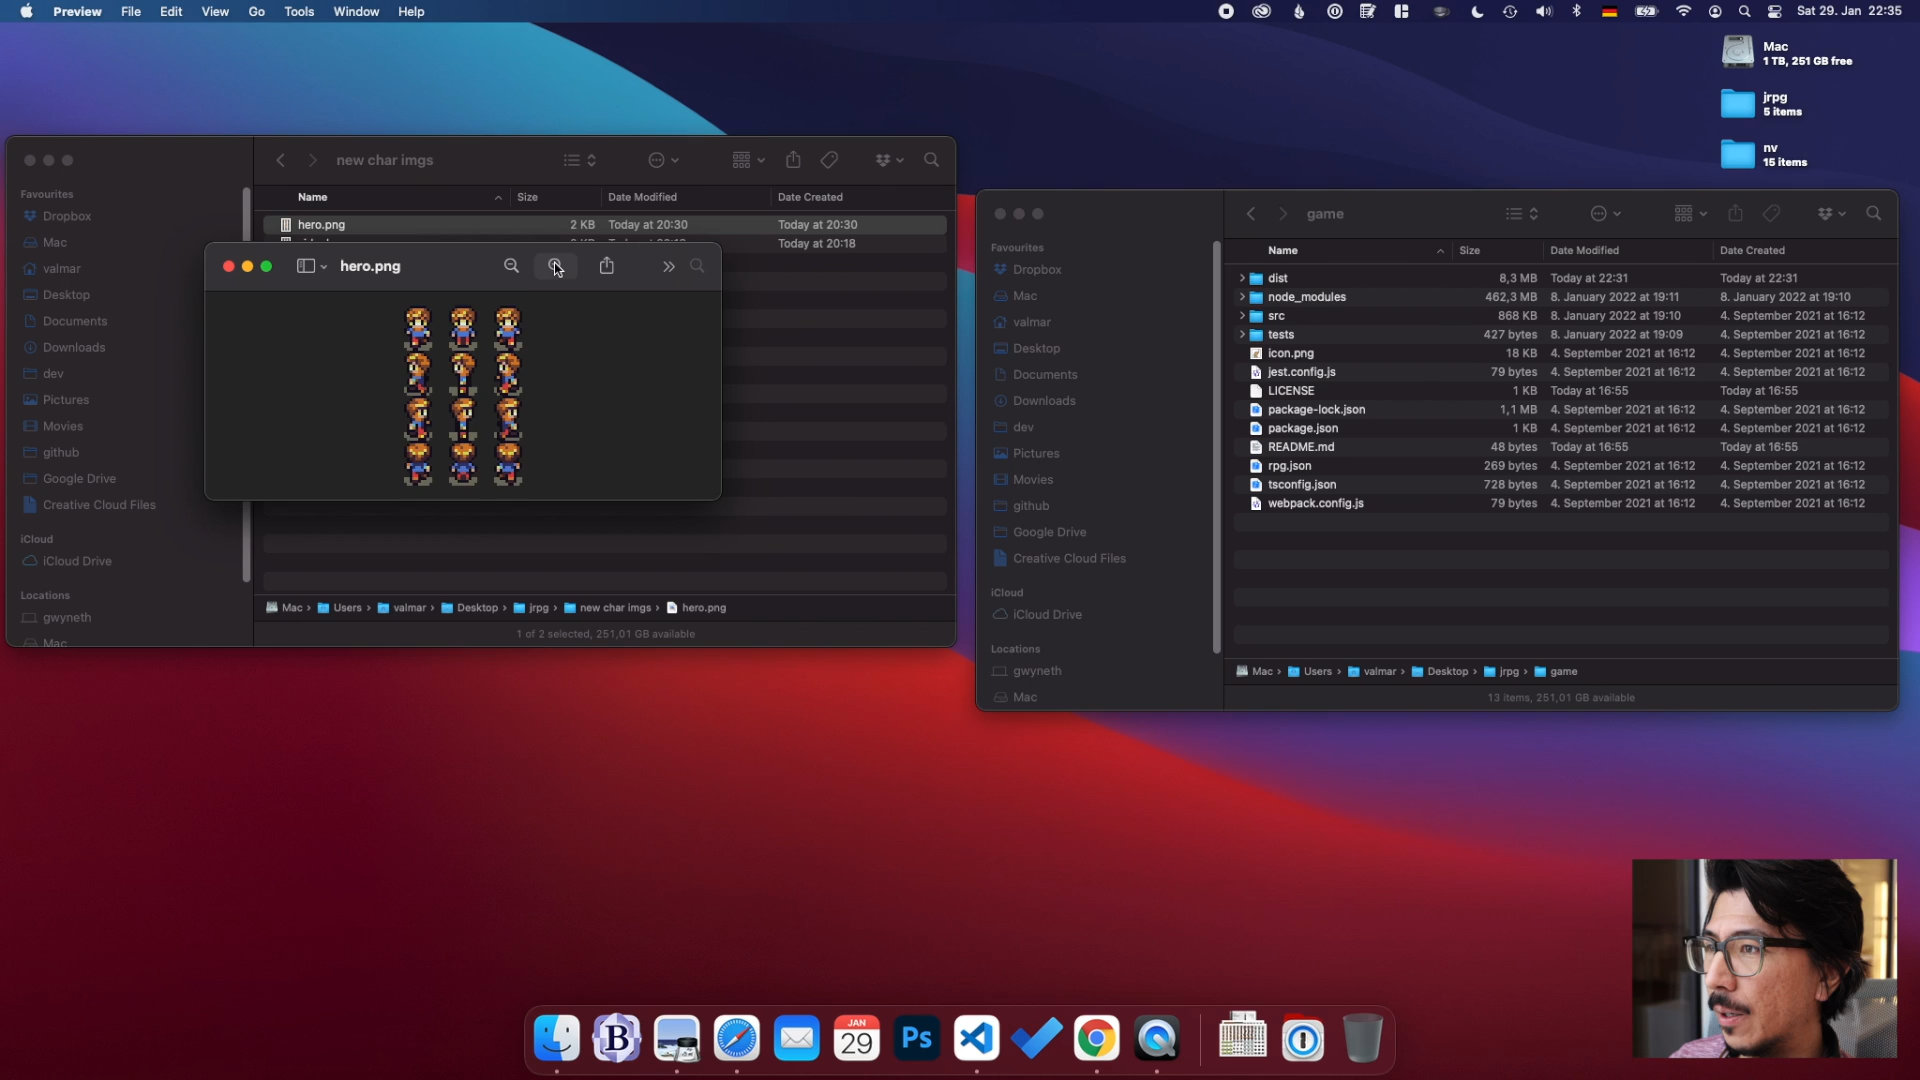 Preview File Edit View Go Tools Window Help
Sat 29. Jan 22:35
Mac
1 TB, 251 GB free
jrpg
5 items
nv
15 items
new char imgs
Favourites
Dropbox
Mac
valmar
Desktop
Documents
Downloads
dev
Pictures
Movies
github
Google Drive
Creative Cloud Files
iCloud
iCloud Drive
Locations
gwyneth
Mac
Name Size Date Modified Date Created
hero.png 2 KB Today at 20:30 Today at 20:30
Today at 20:18
hero.png
Mac › Users › valmar › Desktop › jrpg › new char imgs › hero.png
1 of 2 selected, 251,01 GB available
game
Favourites
Dropbox
Mac
valmar
Desktop
Documents
Downloads
dev
Pictures
Movies
github
Google Drive
Creative Cloud Files
iCloud
iCloud Drive
Locations
gwyneth
Mac
Name Size Date Modified Date Created
dist 8,3 MB Today at 22:31 Today at 22:31
node_modules 462,3 MB 8. January 2022 at 19:11 8. January 2022 at 19:10
src 868 KB 8. January 2022 at 19:10 4. September 2021 at 16:12
tests 427 bytes 8. January 2022 at 19:09 4. September 2021 at 16:12
icon.png 18 KB 4. September 2021 at 16:12 4. September 2021 at 16:12
jest.config.js 79 bytes 4. September 2021 at 16:12 4. September 2021 at 16:12
LICENSE 1 KB Today at 16:55 Today at 16:55
package-lock.json 1,1 MB 4. September 2021 at 16:12 4. September 2021 at 16:12
package.json 1 KB 4. September 2021 at 16:12 4. September 2021 at 16:12
README.md 48 bytes Today at 16:55 Today at 16:55
rpg.json 269 bytes 4. September 2021 at 16:12 4. September 2021 at 16:12
tsconfig.json 728 bytes 4. September 2021 at 16:12 4. September 2021 at 16:12
webpack.config.js 79 bytes 4. September 2021 at 16:12 4. September 2021 at 16:12
Mac › Users › valmar › Desktop › jrpg › game
13 items, 251,01 GB available
B
JAN
29
Ps